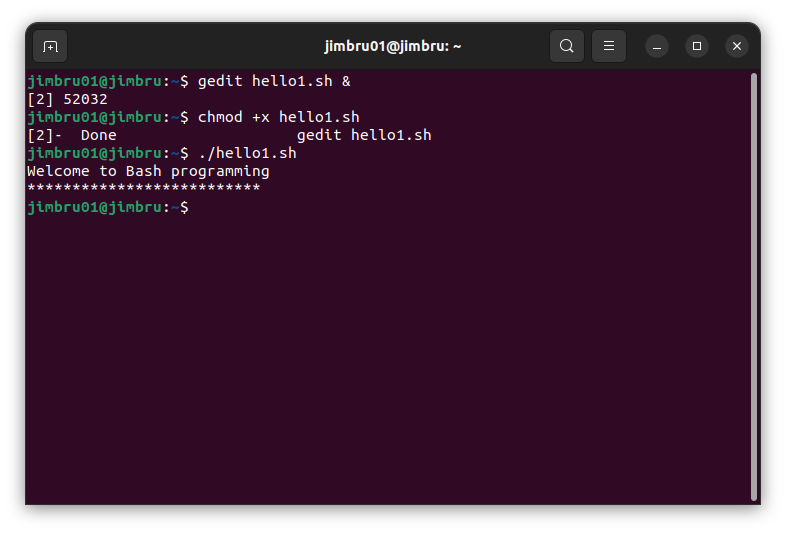 jimbru01@jimbru: ~
jimbru01@jimbru:~$ gedit hello1.sh &
[2] 52032
jimbru01@jimbru:~$ chmod +x hello1.sh
[2]-  Done                    gedit hello1.sh
jimbru01@jimbru:~$ ./hello1.sh
Welcome to Bash programming
**************************
jimbru01@jimbru:~$